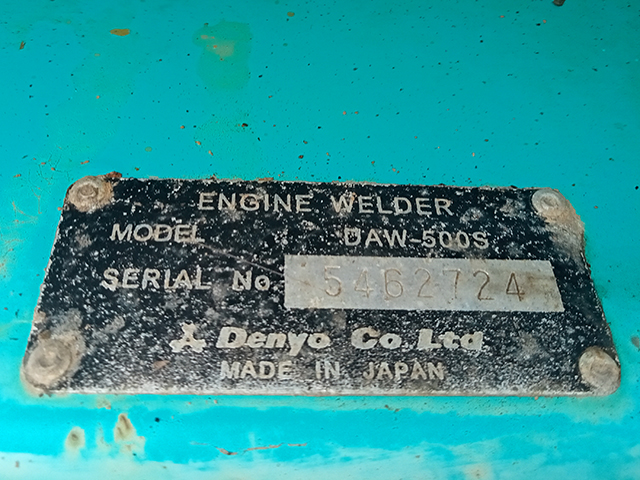 ENGINE WELDER
MODEL DAW-500S
SERIAL No 5462724
Denyo Co. Ltd
MADE IN JAPAN